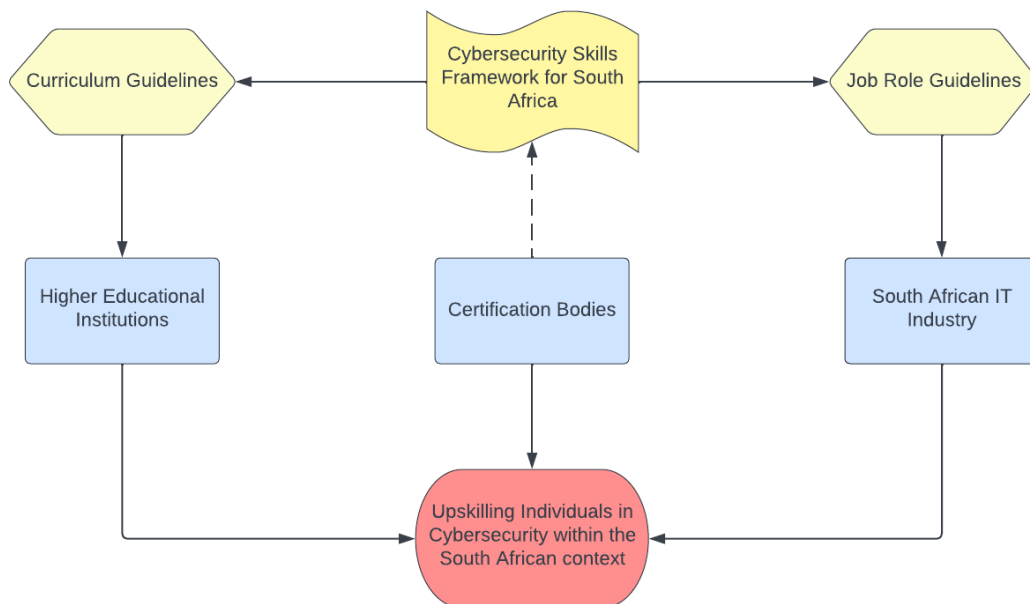 Curriculum Guidelines
Cybersecurity Skills
Framework for South
Africa
Job Role Guidelines
Higher Educational
Institutions
Certification Bodies
South African IT
Industry
Upskilling Individuals in
Cybersecurity within the
South African context